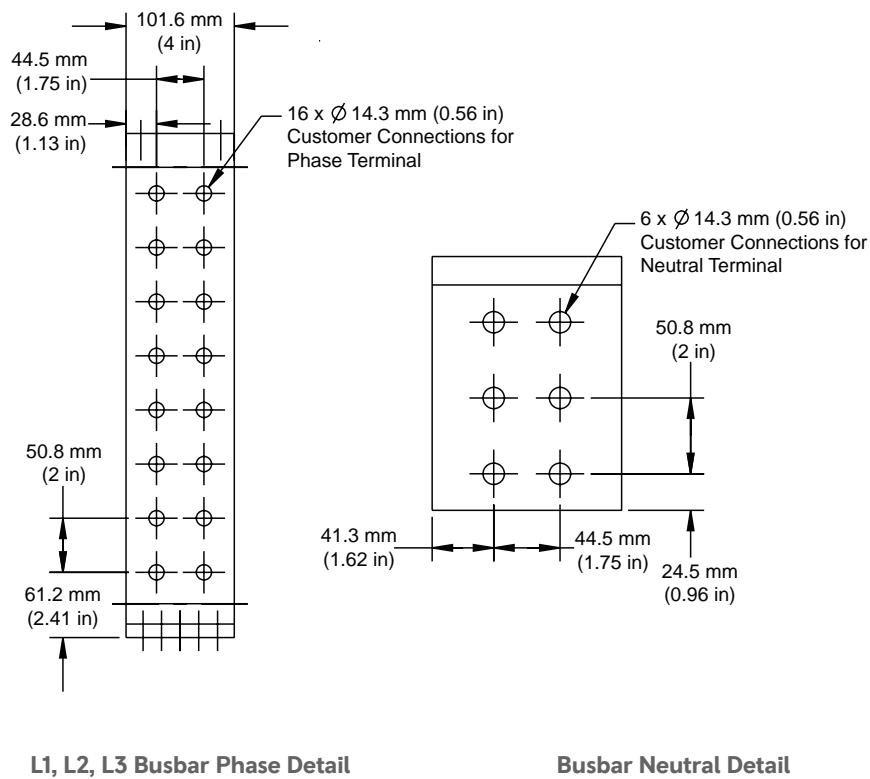 101.6 mm
(4 in)
44.5 mm
(1.75 in)
28.6 mm
(1.13 in)
16 x Ø 14.3 mm (0.56 in)
Customer Connections for
Phase Terminal
50.8 mm
(2 in)
61.2 mm
(2.41 in)
6 x Ø 14.3 mm (0.56 in)
Customer Connections for
Neutral Terminal
50.8 mm
(2 in)
41.3 mm
(1.62 in)
44.5 mm
(1.75 in)
24.5 mm
(0.96 in)
L1, L2, L3 Busbar Phase Detail
Busbar Neutral Detail